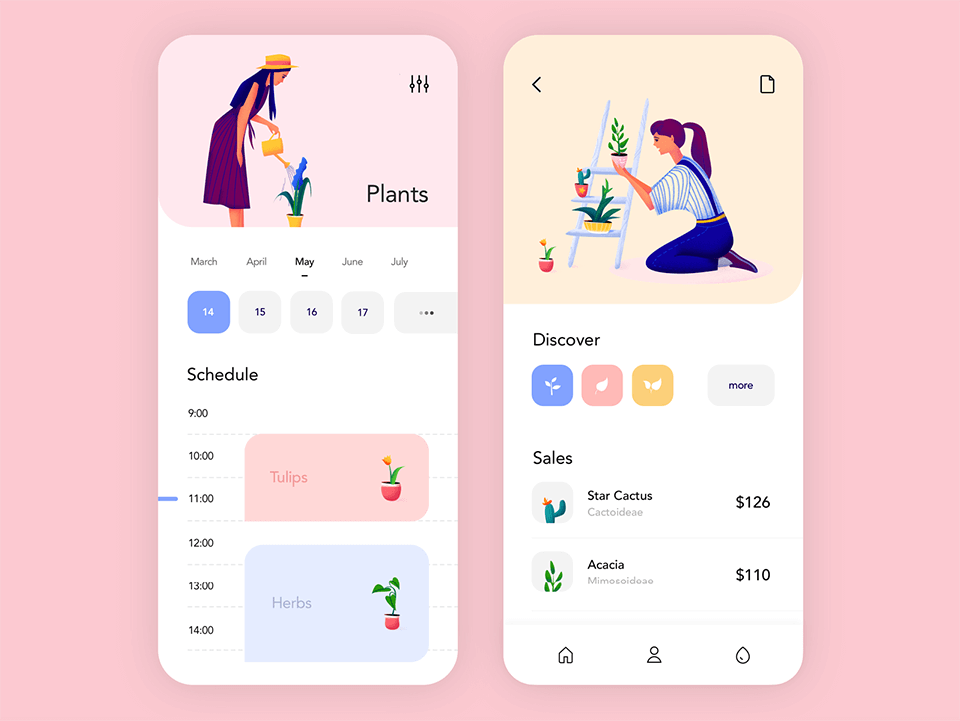 Plants
March April May June July
14 15 16 17
Schedule
9:00
10:00
Tulips
11:00
12:00
13:00
Herbs
14:00
Discover
more
Sales
Star Cactus
Cactoideae
$126
Acacia
Mimosoideae
$110